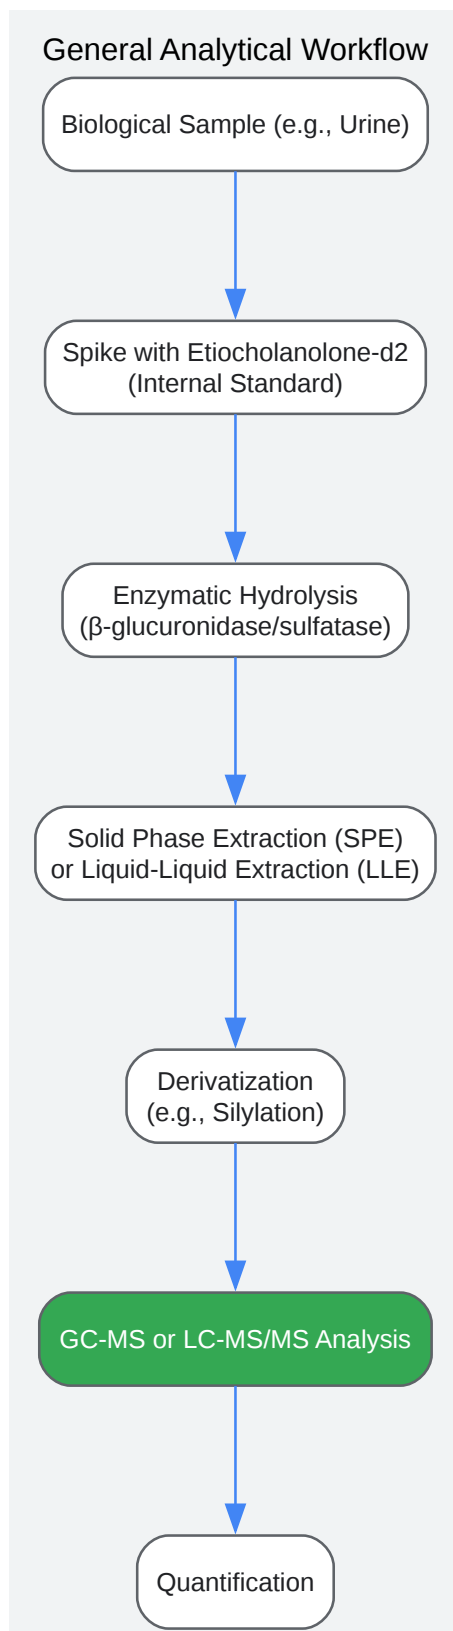 General Analytical Workflow
Biological Sample (e.g., Urine)
Spike with Etiocholanolone-d2
(Internal Standard)
Enzymatic Hydrolysis
(β-glucuronidase/sulfatase)
Solid Phase Extraction (SPE)
or Liquid-Liquid Extraction (LLE)
Derivatization
(e.g., Silylation)
GC-MS or LC-MS/MS Analysis
Quantification